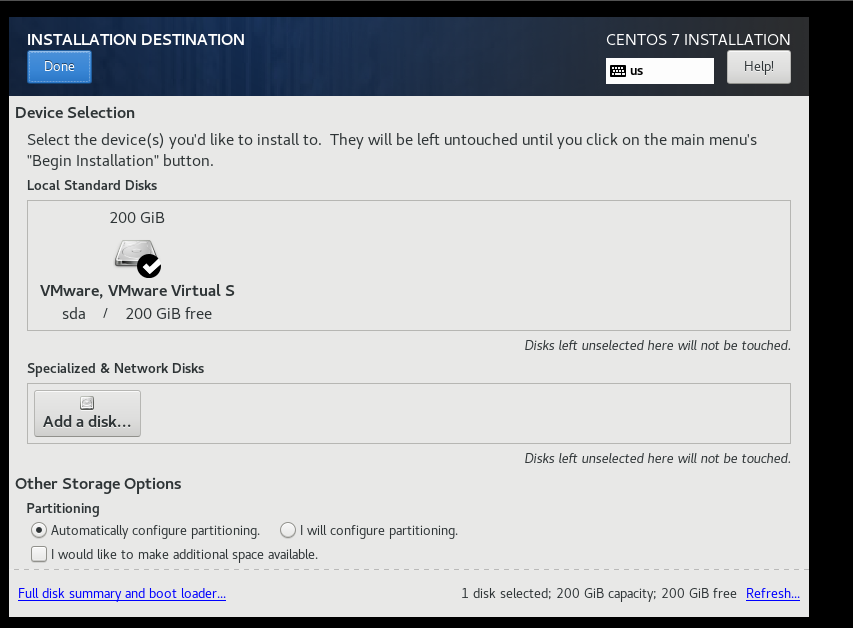 INSTALLATION DESTINATION
CENTOS 7 INSTALLATION
Done
us
Help!
Device Selection
Select the device(s) you'd like to install to.  They will be left untouched until you click on the main menu's
"Begin Installation" button.
Local Standard Disks
200 GiB
VMware, VMware Virtual S
sda / 200 GiB free
Disks left unselected here will not be touched.
Specialized & Network Disks
Add a disk...
Disks left unselected here will not be touched.
Other Storage Options
Partitioning
Automatically configure partitioning. I will configure partitioning.
I would like to make additional space available.
Full disk summary and boot loader... 1 disk selected; 200 GiB capacity; 200 GiB free Refresh...